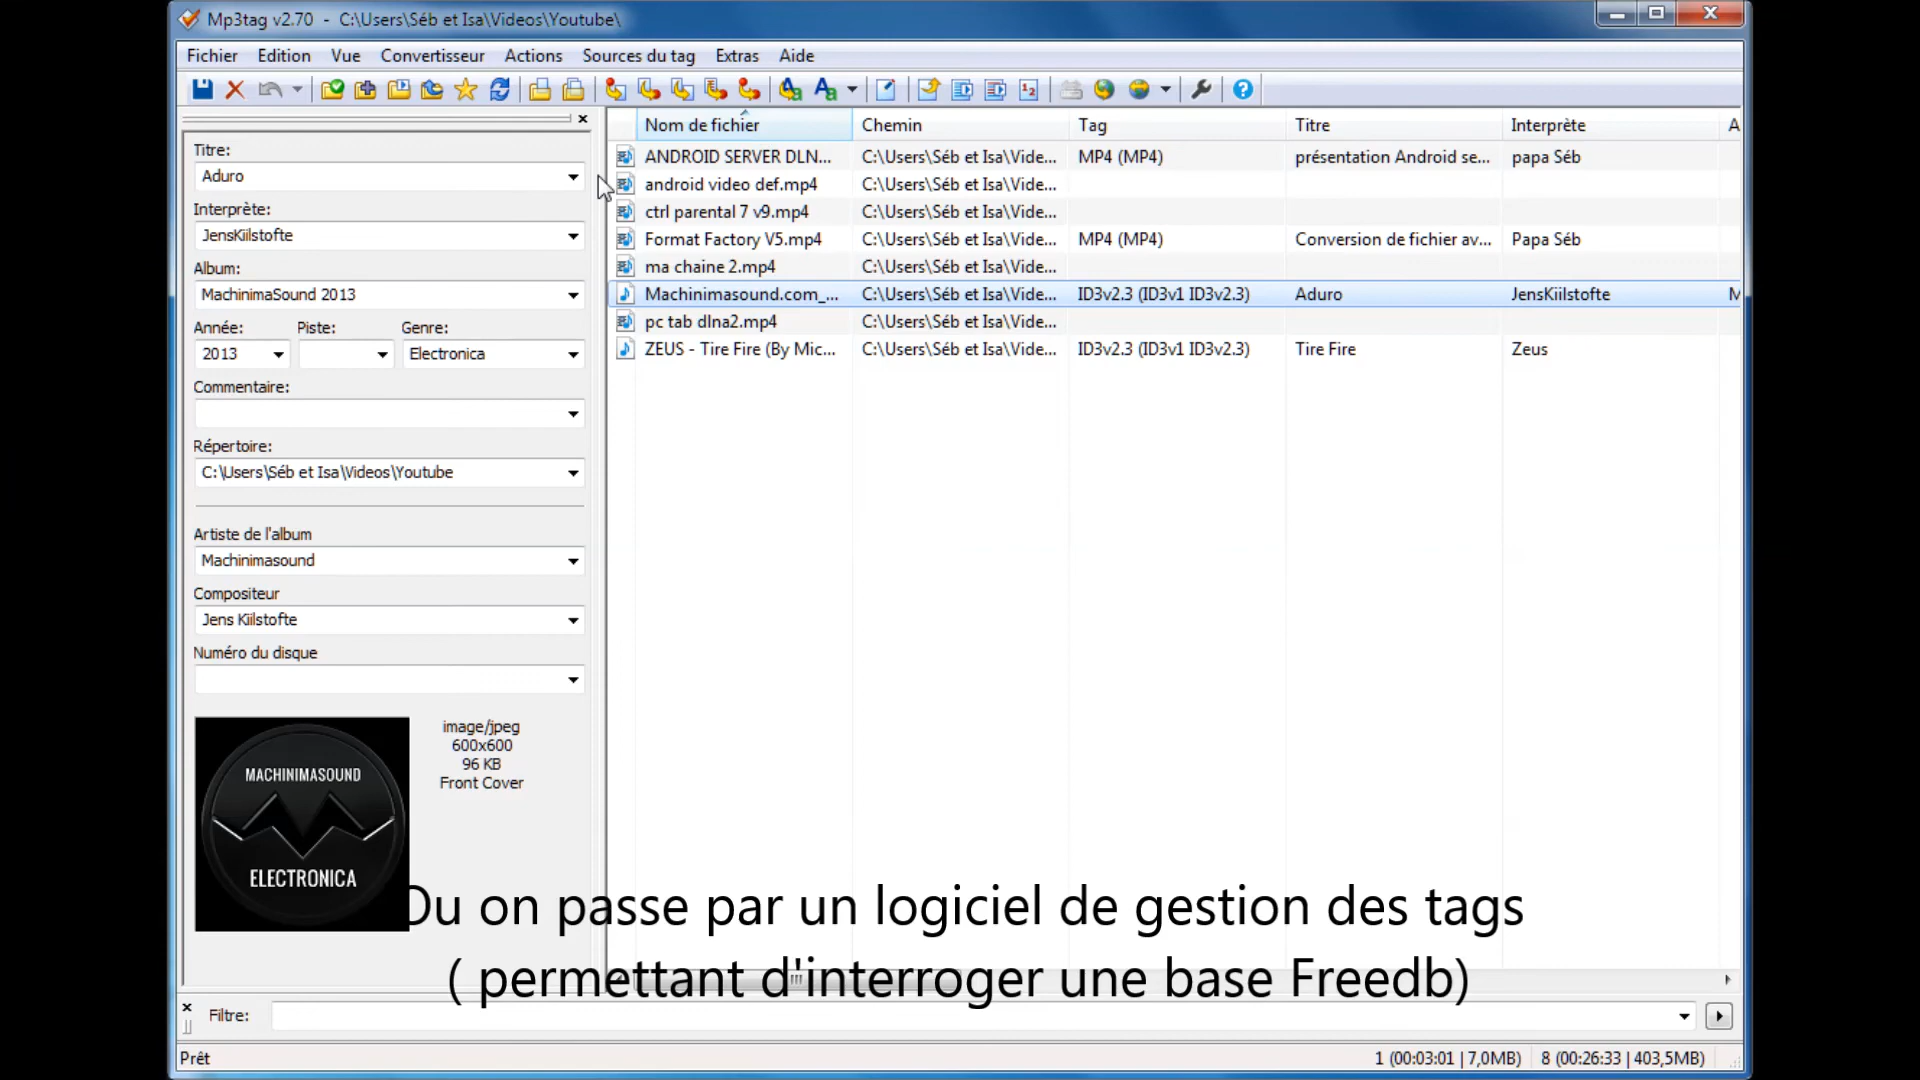 Mp3tag v2.70 - C:\Users\Séb et Isa\Videos\Youtube\
Fichier Edition Vue Convertisseur Actions Sources du tag Extras Aide
Titre:
Aduro
Interprète:
JensKiilstofte
Album:
MachinimaSound 2013
Année: Piste: Genre:
2013 Electronica
Commentaire:
Répertoire:
C:\Users\Séb et Isa\Videos\Youtube
Artiste de l'album
Machinimasound
Compositeur
Jens Kiilstofte
Numéro du disque
MACHINIMASOUND
ELECTRONICA
image/jpeg
600x600
96 KB
Front Cover
Nom de fichier Chemin Tag Titre Interprète A
ANDROID SERVER DLN... C:\Users\Séb et Isa\Vide... MP4 (MP4) présentation Android se... papa Séb
android video def.mp4 C:\Users\Séb et Isa\Vide...
ctrl parental 7 v9.mp4 C:\Users\Séb et Isa\Vide...
Format Factory V5.mp4 C:\Users\Séb et Isa\Vide... MP4 (MP4) Conversion de fichier av... Papa Séb
ma chaine 2.mp4 C:\Users\Séb et Isa\Vide...
Machinimasound.com_... C:\Users\Séb et Isa\Vide... ID3v2.3 (ID3v1 ID3v2.3) Aduro JensKiilstofte M
pc tab dlna2.mp4 C:\Users\Séb et Isa\Vide...
ZEUS - Tire Fire (By Mic... C:\Users\Séb et Isa\Vide... ID3v2.3 (ID3v1 ID3v2.3) Tire Fire Zeus
Ou on passe par un logiciel de gestion des tags
( permettant d'interroger une base Freedb)
Filtre:
Prêt 1 (00:03:01 | 7,0MB) 8 (00:26:33 | 403,5MB)